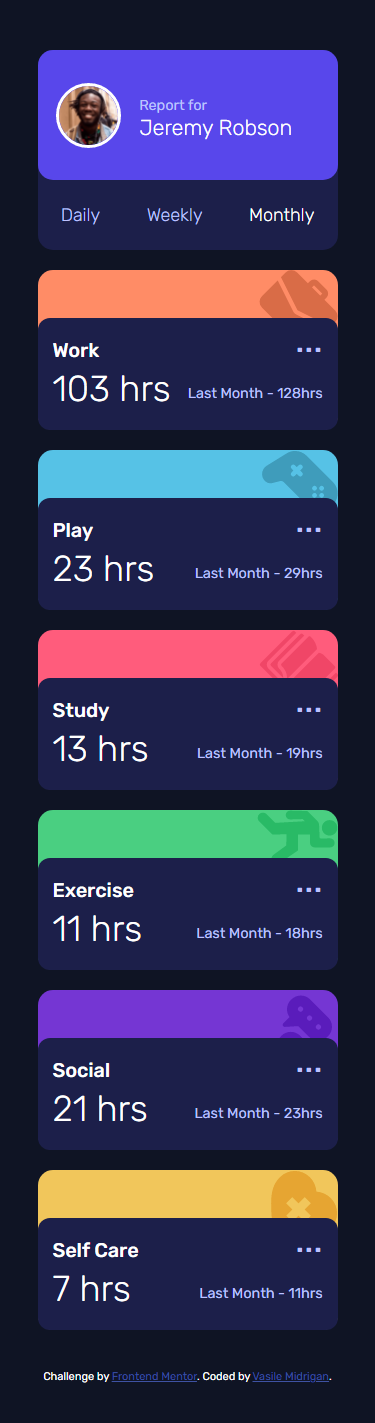 Report for
Jeremy Robson
Daily Weekly Monthly
Work
103 hrs Last Month - 128hrs
Play
23 hrs Last Month - 29hrs
Study
13 hrs Last Month - 19hrs
Exercise
11 hrs Last Month - 18hrs
Social
21 hrs Last Month - 23hrs
Self Care
7 hrs Last Month - 11hrs
Challenge by Frontend Mentor. Coded by Vasile Midrigan.